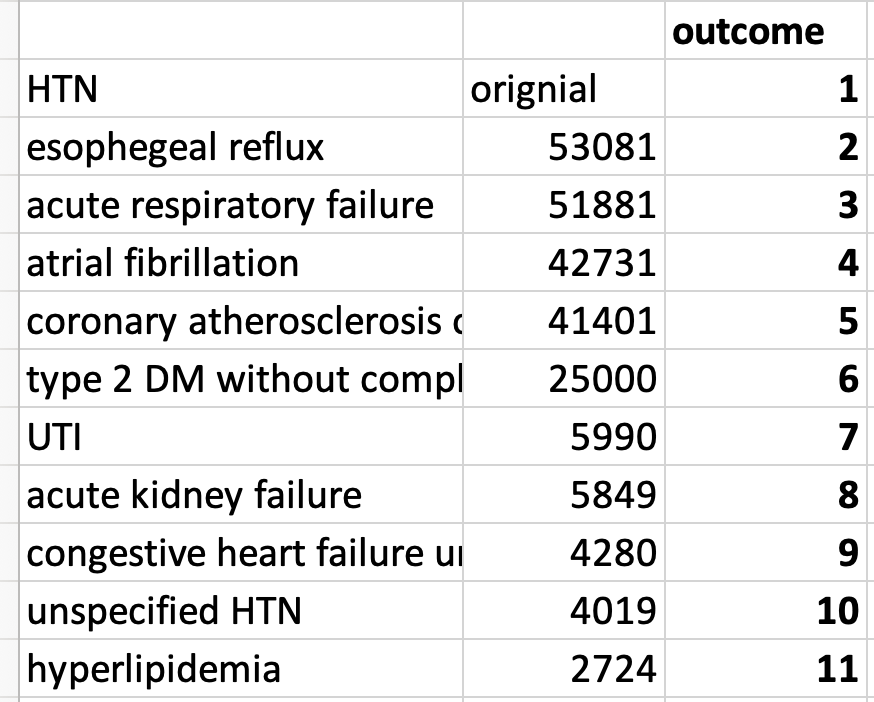 outcome
HTN orignial 1
esophegeal reflux 53081 2
acute respiratory failure 51881 3
atrial fibrillation 42731 4
coronary atherosclerosis 41401 5
type 2 DM without compl 25000 6
UTI 5990 7
acute kidney failure 5849 8
congestive heart failure 4280 9
unspecified HTN 4019 10
hyperlipidemia 2724 11